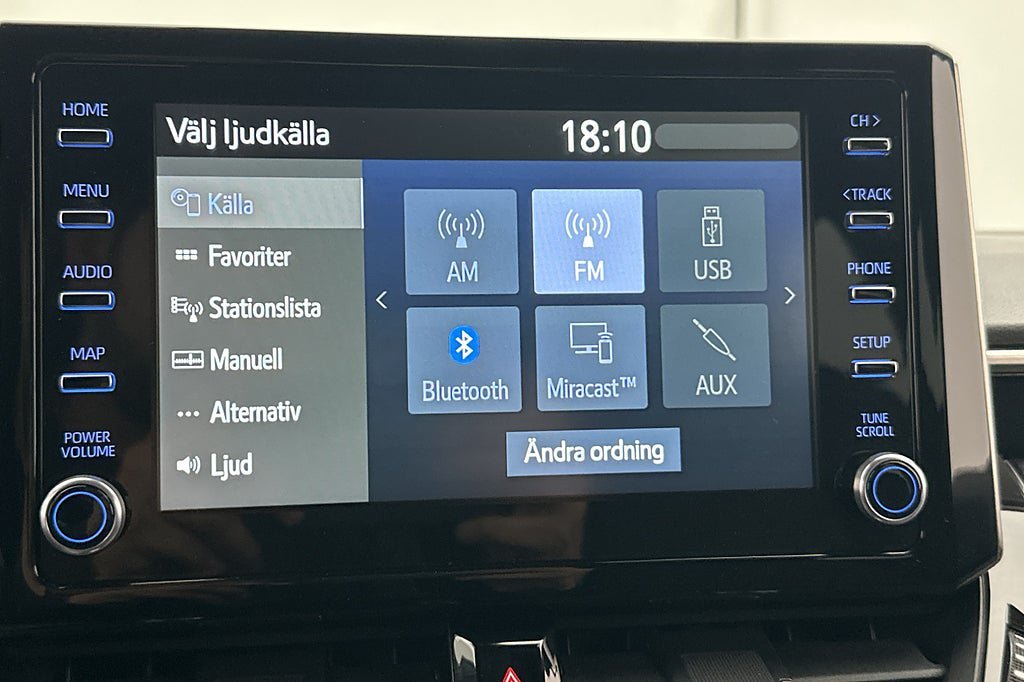 HOME
MENU
AUDIO
MAP
POWER
VOLUME
Välj ljudkälla
18:10
Källa
Favoriter
Stationslista
Manuell
Alternativ
Ljud
AM
FM
USB
Bluetooth
Miracast™
AUX
Ändra ordning
CH >
< TRACK
PHONE
SETUP
TUNE
SCROLL